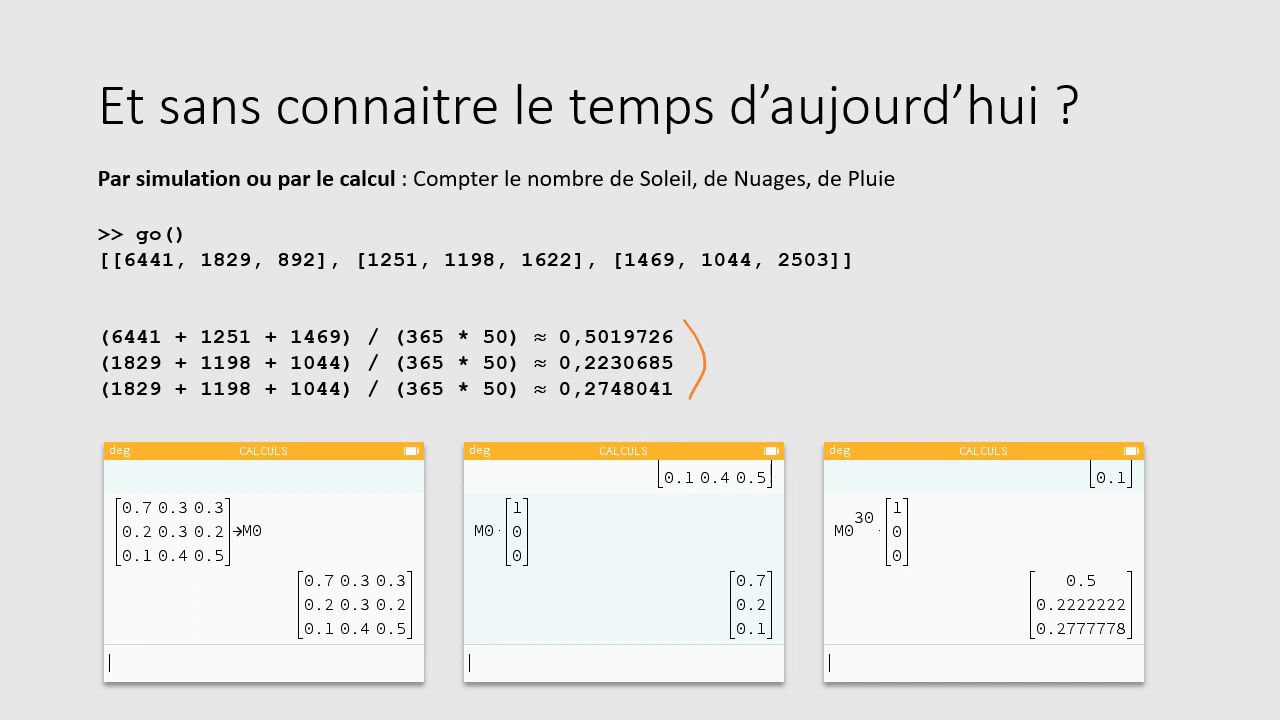 Et sans connaitre le temps d’aujourd’hui ?
Par simulation ou par le calcul : Compter le nombre de Soleil, de Nuages, de Pluie
>> go()
[[6441, 1829, 892], [1251, 1198, 1622], [1469, 1044, 2503]]
(6441 + 1251 + 1469) / (365 * 50) ≈ 0,5019726
(1829 + 1198 + 1044) / (365 * 50) ≈ 0,2230685
(1829 + 1198 + 1044) / (365 * 50) ≈ 0,2748041
deg CALCULS
0.7 0.3 0.3
0.2 0.3 0.2 →M0
0.1 0.4 0.5
0.7 0.3 0.3
0.2 0.3 0.2
0.1 0.4 0.5
deg CALCULS
0.1 0.4 0.5
1
M0 · 0
0
0.7
0.2
0.1
deg CALCULS
0.1
1
M0³⁰ · 0
0
0.5
0.2222222
0.2777778